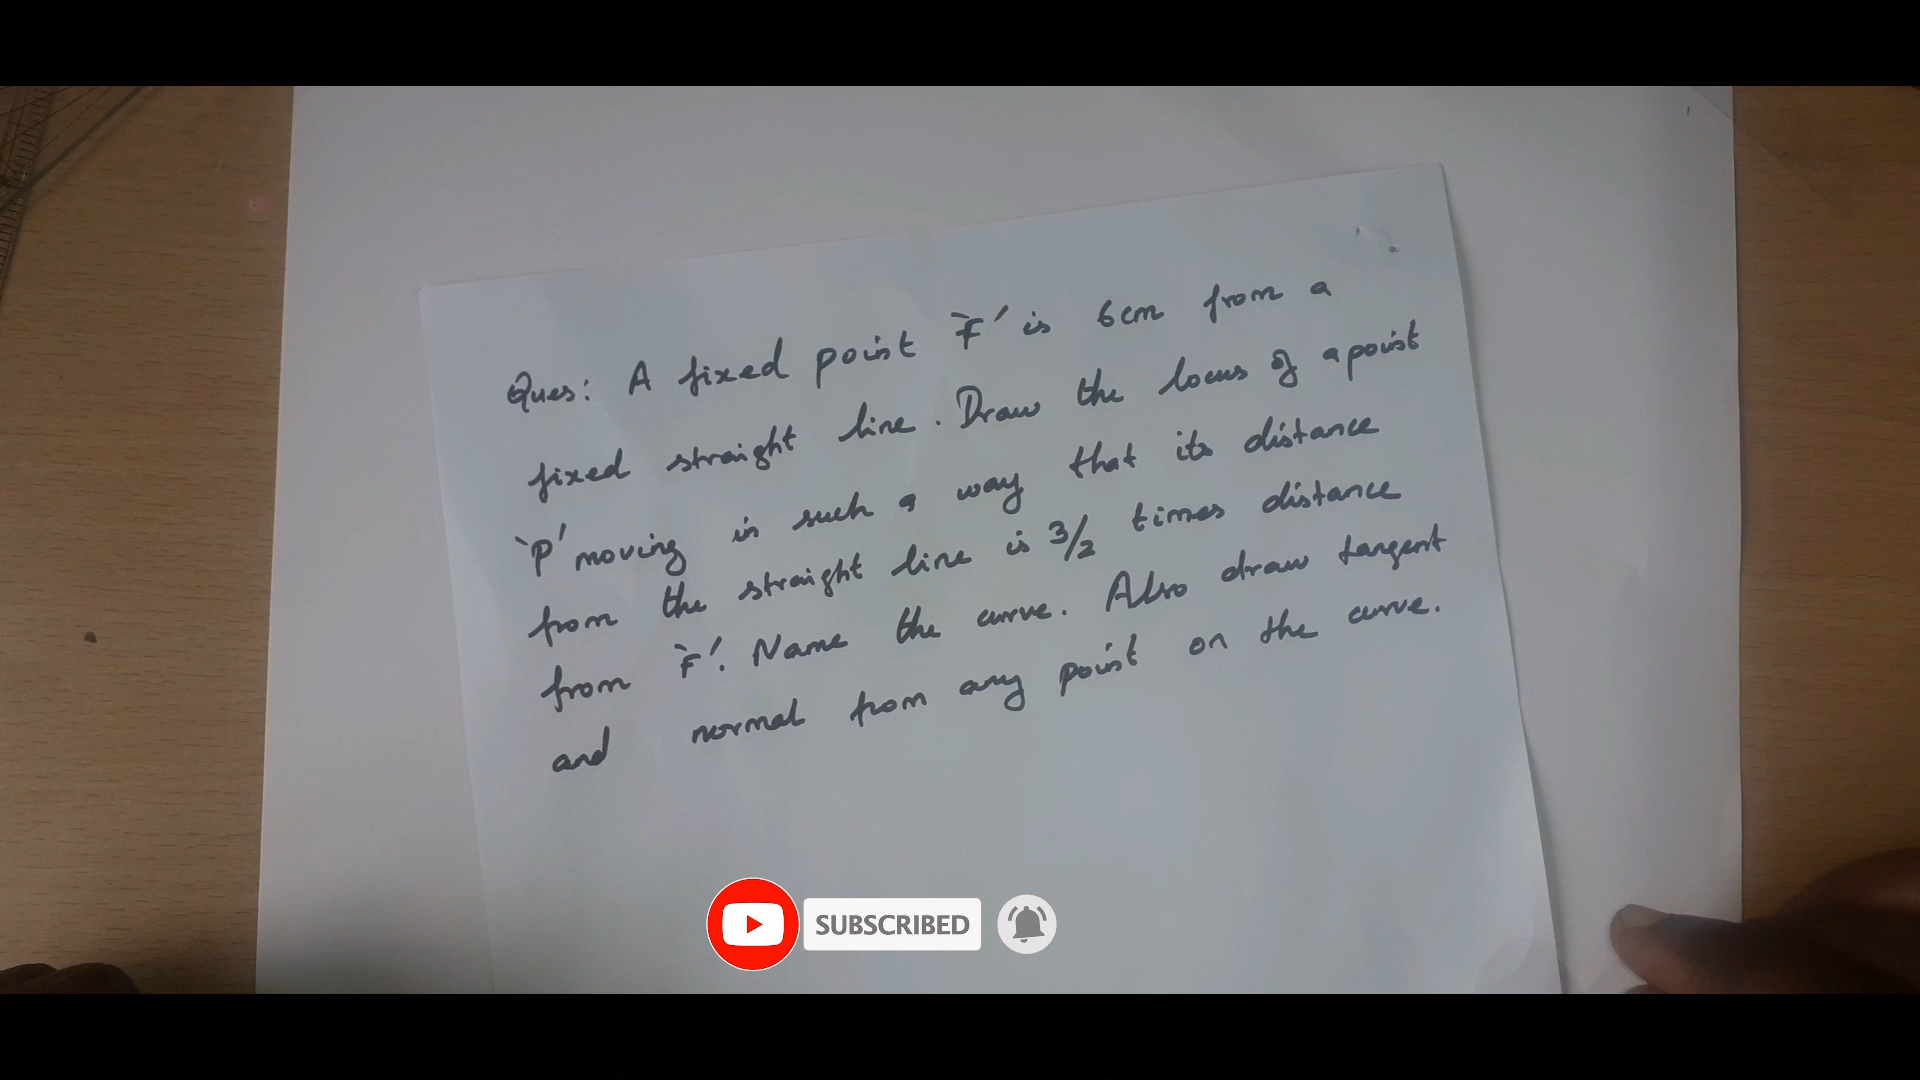 Ques: A fixed point `F' is 6cm from a
fixed straight line. Draw the locus of a point
`P' moving in such a way that its distance
from the straight line is 3/2 times distance
from `F'. Name the curve. Also draw tangent
and normal from any point on the curve.
SUBSCRIBED